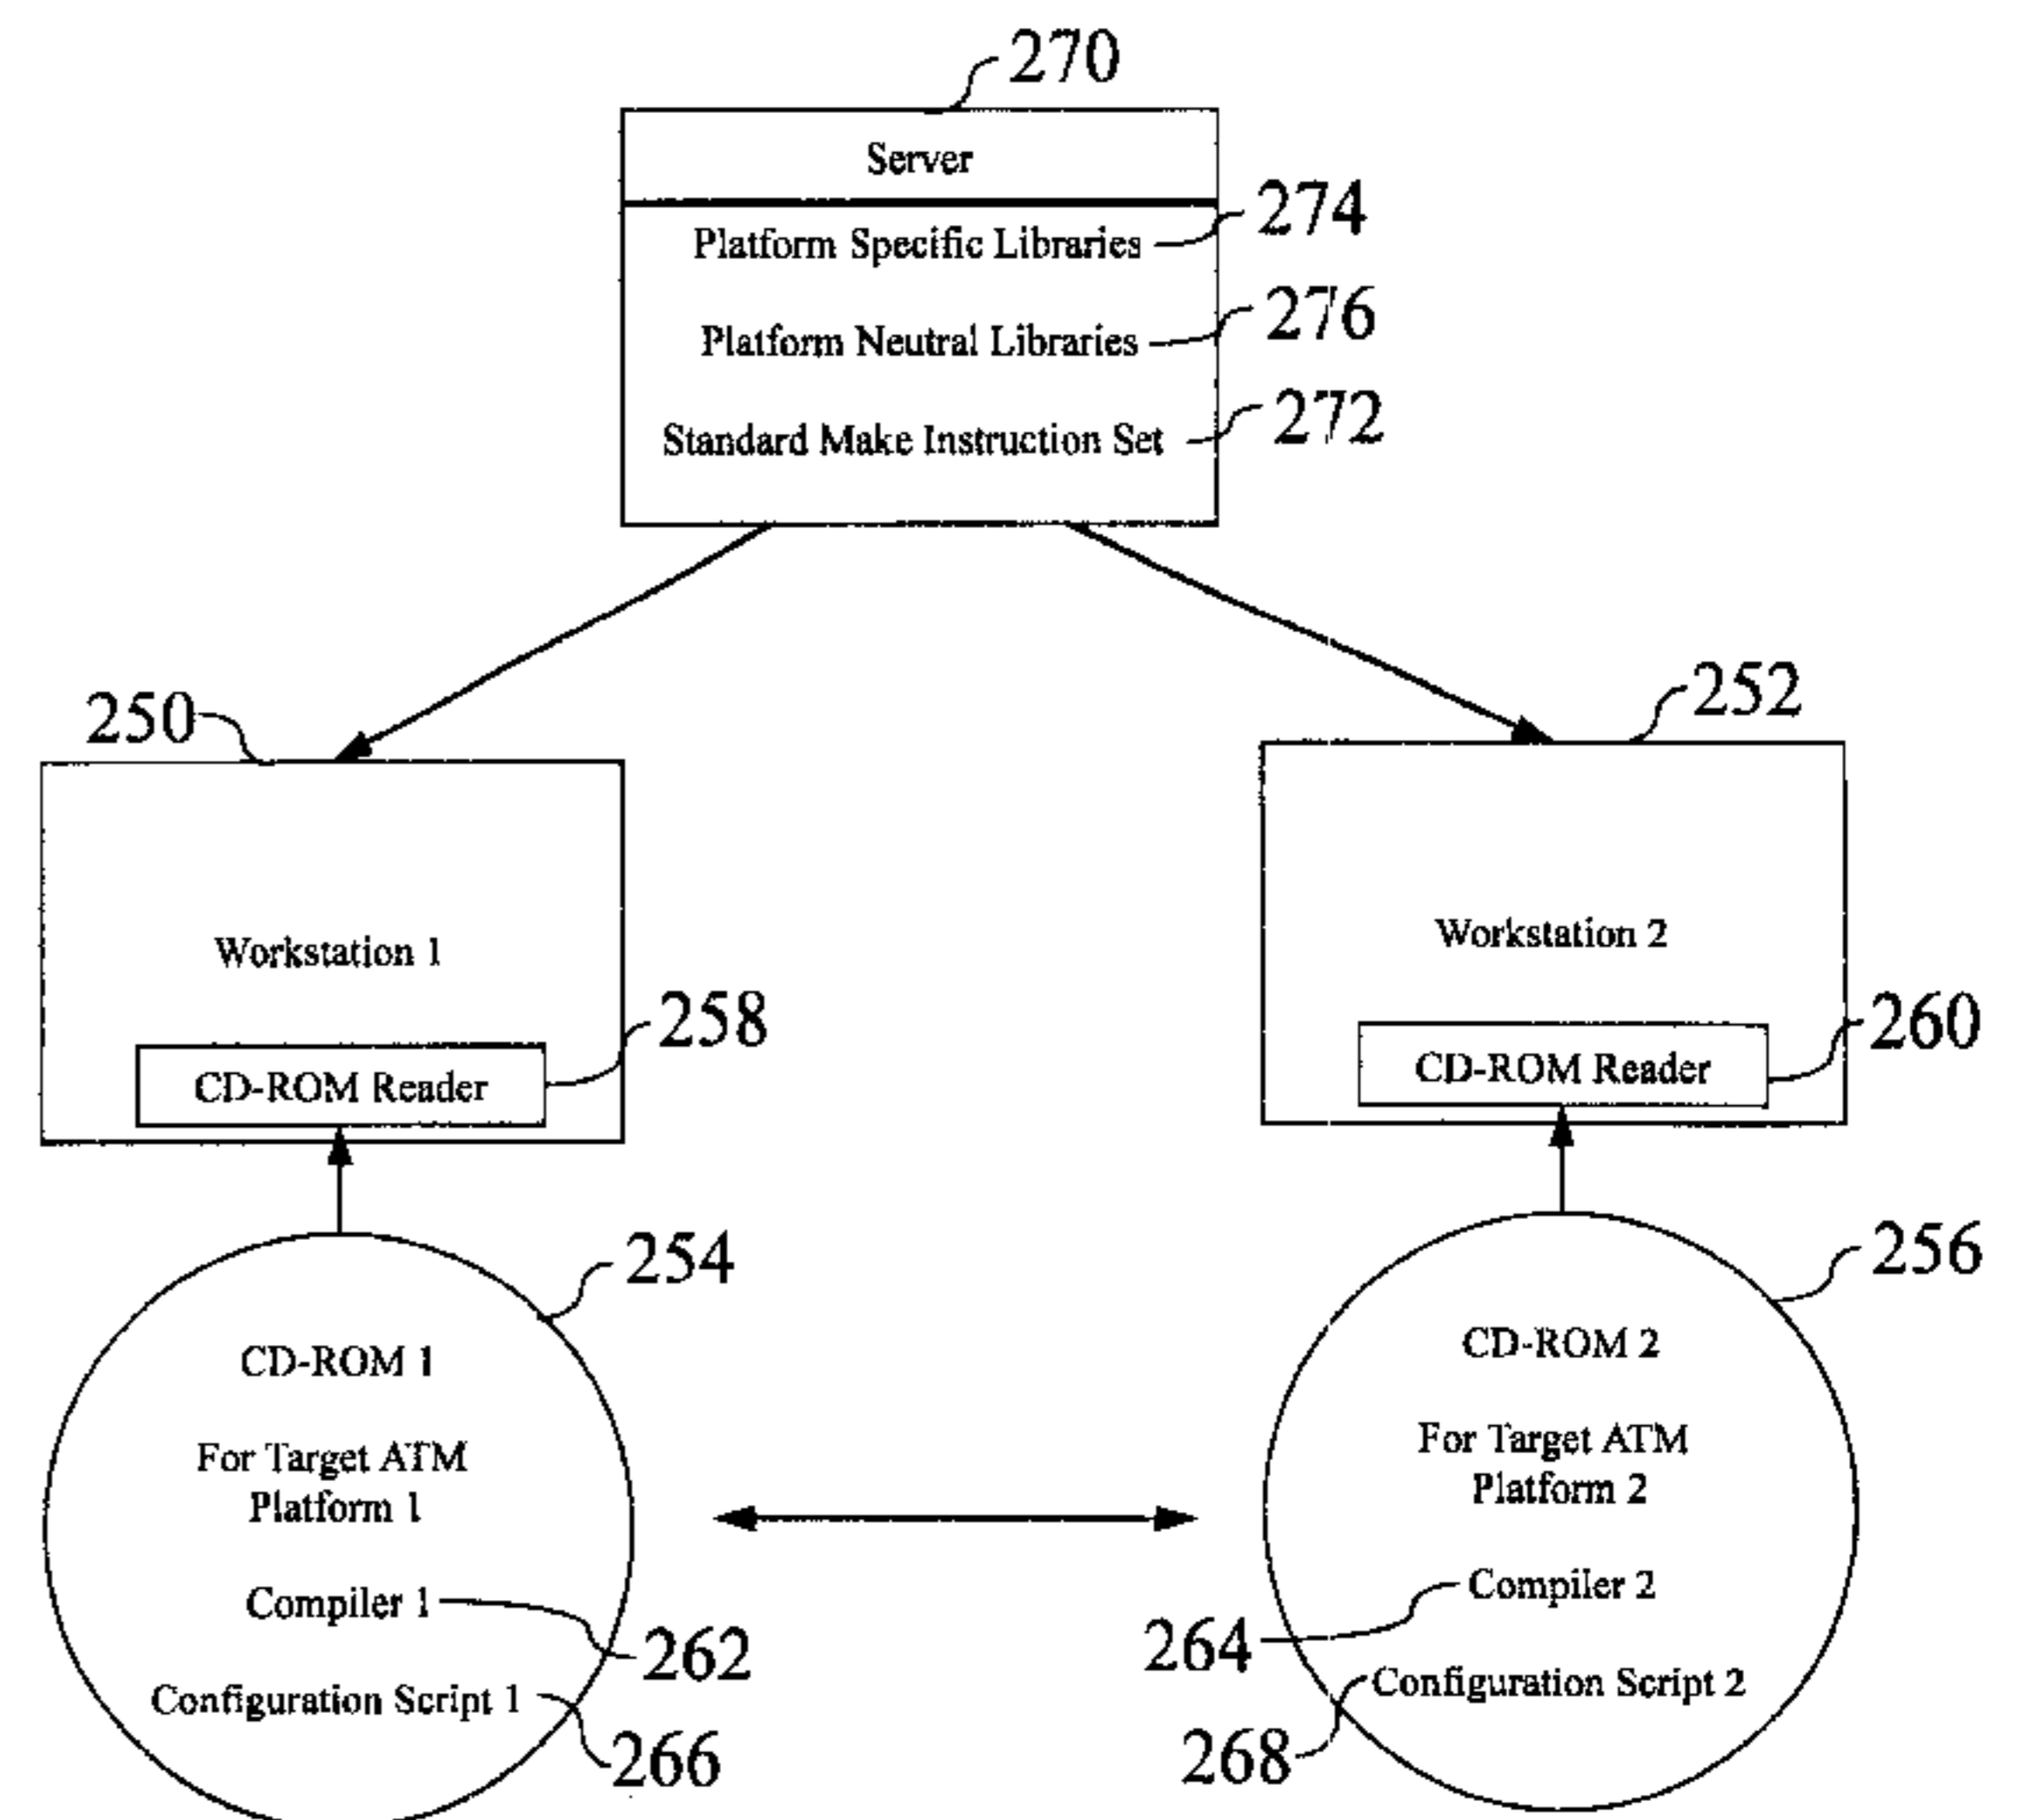 270
Server
Platform Specific Libraries
274
Platform Neutral Libraries
276
Standard Make Instruction Set
272
250
Workstation 1
CD-ROM Reader
258
252
Workstation 2
CD-ROM Reader
260
254
CD-ROM 1
For Target ATM
Platform 1
Compiler 1
262
Configuration Script 1
266
256
CD-ROM 2
For Target ATM
Platform 2
Compiler 2
264
Configuration Script 2
268